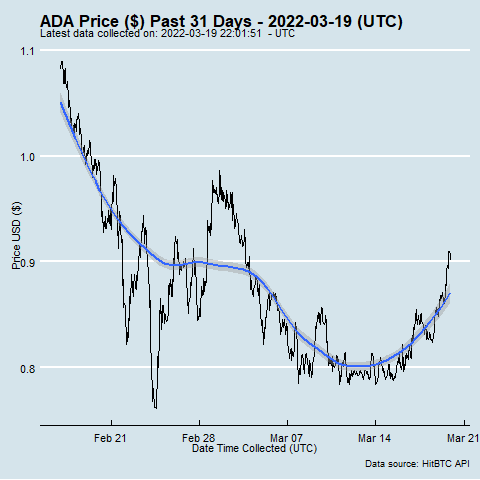 ADA Price ($) Past 31 Days - 2022-03-19 (UTC)
Latest data collected on: 2022-03-19 22:01:51 - UTC
1.1
1.0
0.9
0.8
Price USD ($)
Feb 21 Feb 28 Mar 07 Mar 14 Mar 21
Date Time Collected (UTC)
Data source: HitBTC API